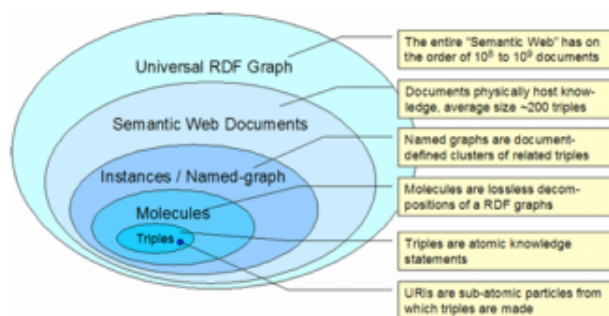 Universal RDF Graph
Semantic Web Documents
Instances / Named-graph
Molecules
Triples
The entire "Semantic Web" has on
the order of 10⁸ to 10⁹ documents
Documents physically host know-
ledge, average size ~200 triples
Named graphs are document-
defined clusters of related triples
Molecules are lossless decom-
positions of a RDF graphs
Triples are atomic knowledge
statements
URIs are sub-atomic particles from
which triples are made